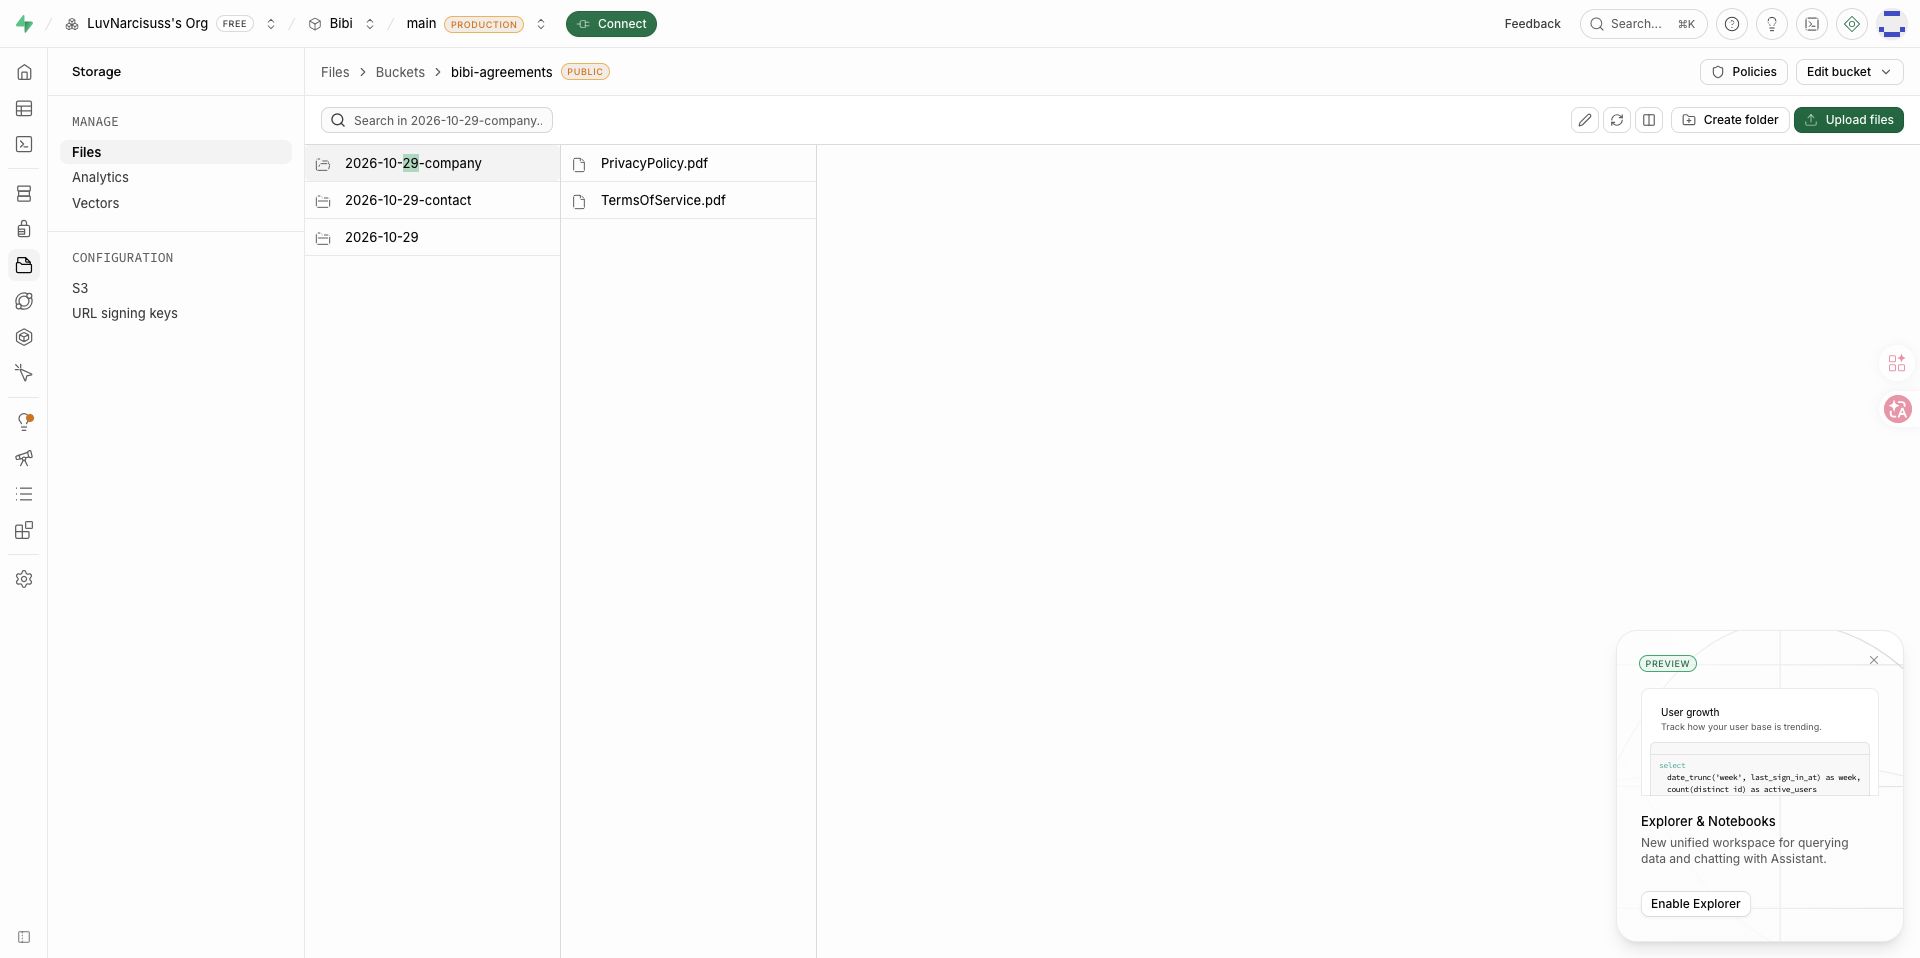 LuvNarcisuss's Org FREE Bibi main PRODUCTION Connect Feedback Search... ⌘K
Storage
Files > Buckets > bibi-agreements PUBLIC Policies Edit bucket
MANAGE
Files
Analytics
Vectors
CONFIGURATION
S3
URL signing keys
Search in 2026-10-29-company.. Create folder Upload files
2026-10-29-company
2026-10-29-contact
2026-10-29
PrivacyPolicy.pdf
TermsOfService.pdf
PREVIEW
User growth
Track how your user base is trending.
select
date_trunc('week', last_sign_in_at) as week,
count(distinct id) as active_users
Explorer & Notebooks
New unified workspace for querying
data and chatting with Assistant.
Enable Explorer